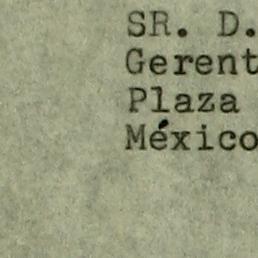 SR. D.
Gerent
Plaza
México